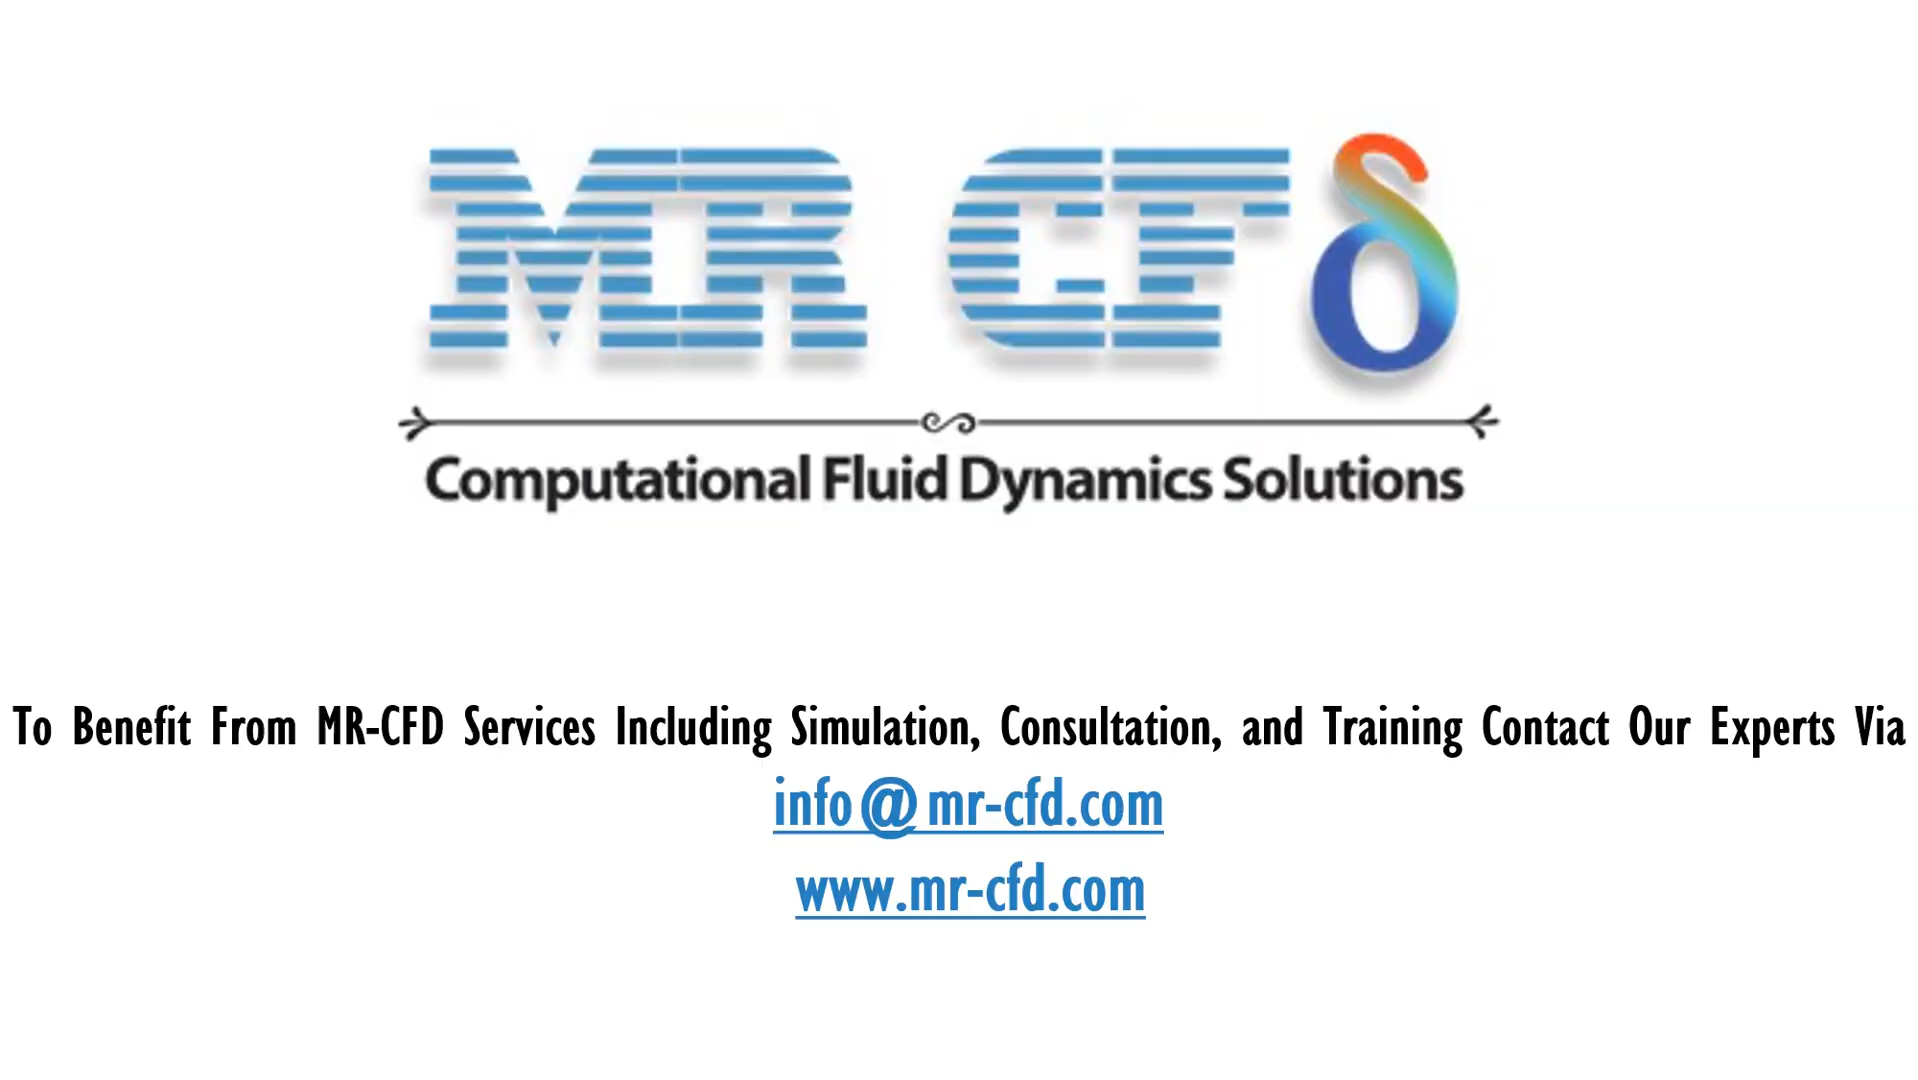 MR CFδ
Computational Fluid Dynamics Solutions
To Benefit From MR-CFD Services Including Simulation, Consultation, and Training Contact Our Experts Via
info@mr-cfd.com
www.mr-cfd.com